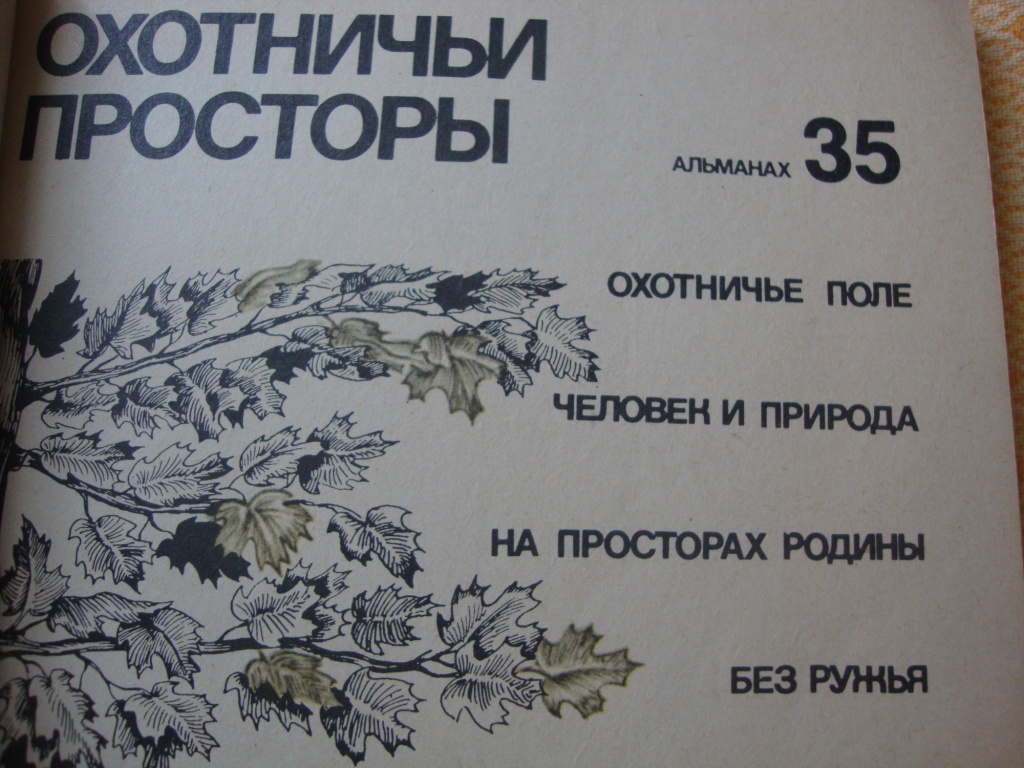 ОХОТНИЧЬИ
ПРОСТОРЫ
АЛЬМАНАХ 35
ОХОТНИЧЬЕ ПОЛЕ
ЧЕЛОВЕК И ПРИРОДА
НА ПРОСТОРАХ РОДИНЫ
БЕЗ РУЖЬЯ